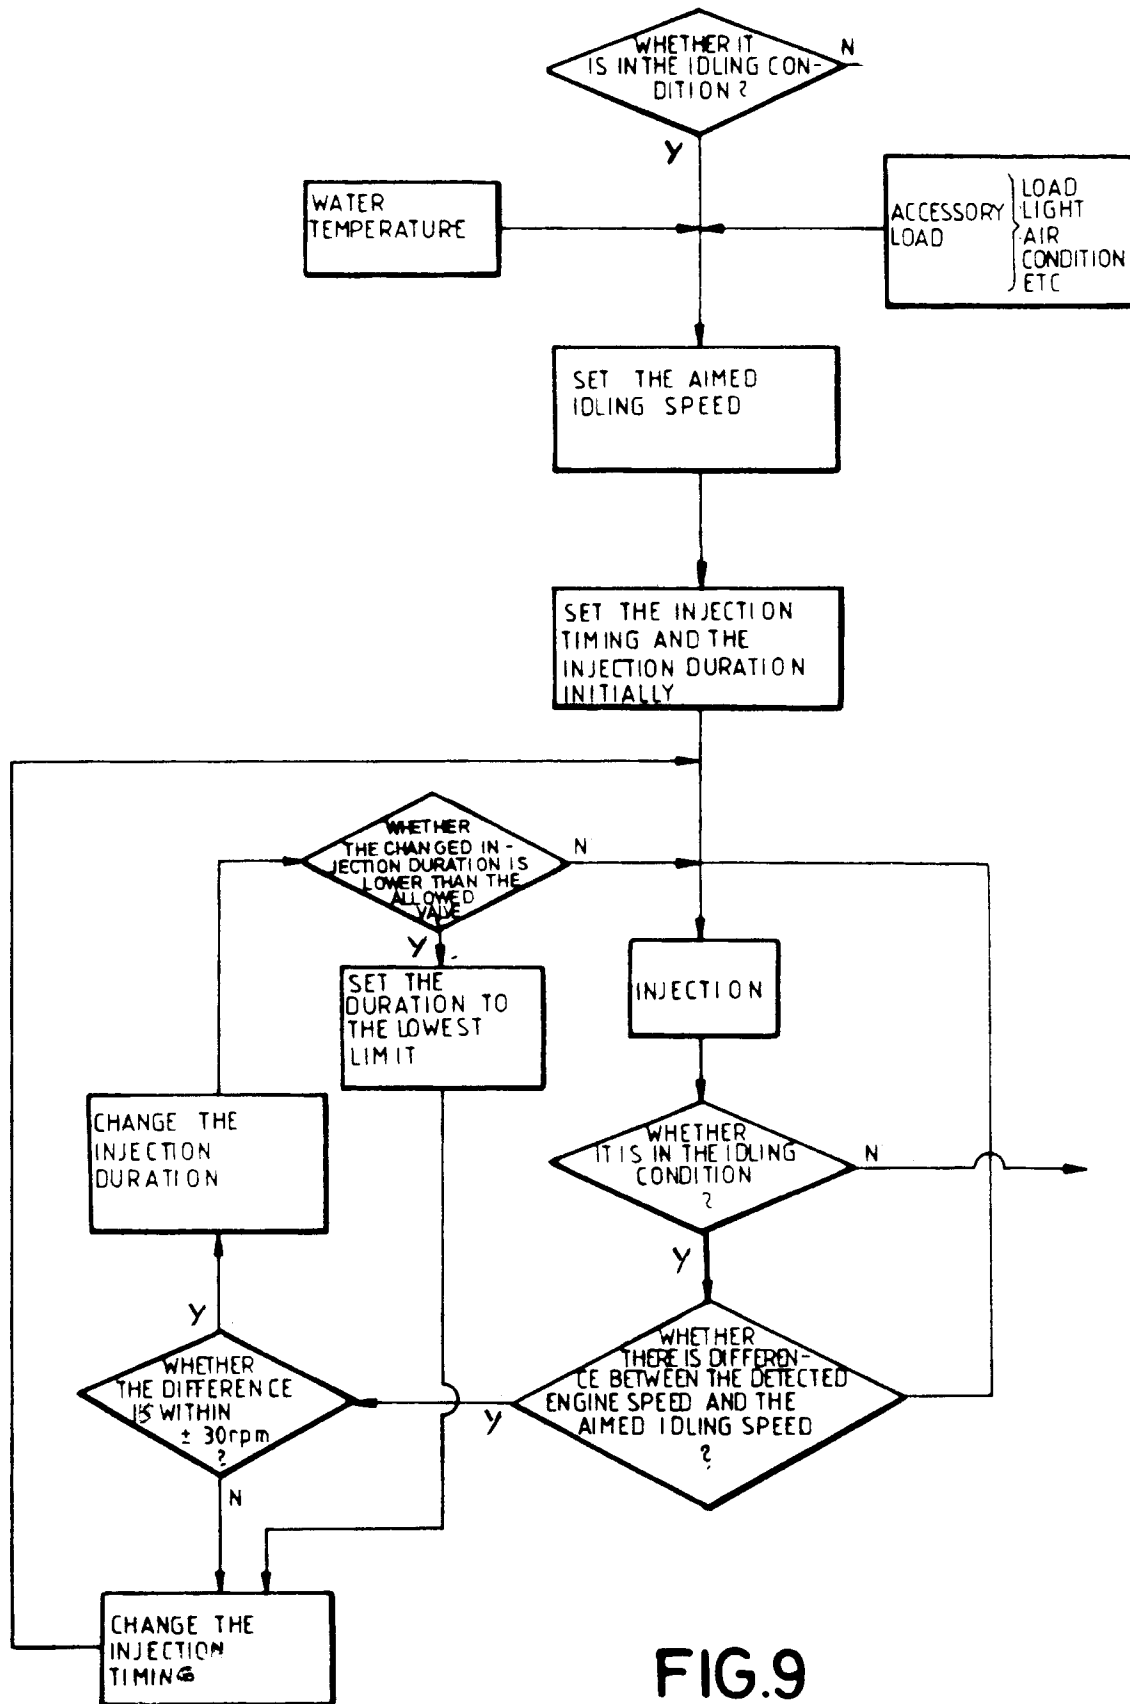 WHETHER IT
IS IN THE IDLING CON-
DITION ?
N
Y
WATER
TEMPERATURE
ACCESSORY
LOAD
LOAD
LIGHT
AIR
CONDITION
ETC
SET THE AIMED
IDLING SPEED
SET THE INJECTION
TIMING AND THE
INJECTION DURATION
INITIALLY
WHETHER
THE CHANGED IN-
JECTION DURATION IS
LOWER THAN THE
ALLOWED
VALVE
N
Y
SET THE
DURATION TO
THE LOWEST
LIMIT
INJECTION
CHANGE THE
INJECTION
DURATION
WHETHER
IT IS IN THE IDLING
CONDITION
?
N
Y
Y
WHETHER
THE DIFFERENCE
IS WITHIN
± 30rpm
?
N
WHETHER
THERE IS DIFFEREN-
CE BETWEEN THE DETECTED
ENGINE SPEED AND THE
AIMED IDLING SPEED
?
Y
CHANGE THE
INJECTION
TIMING
FIG.9